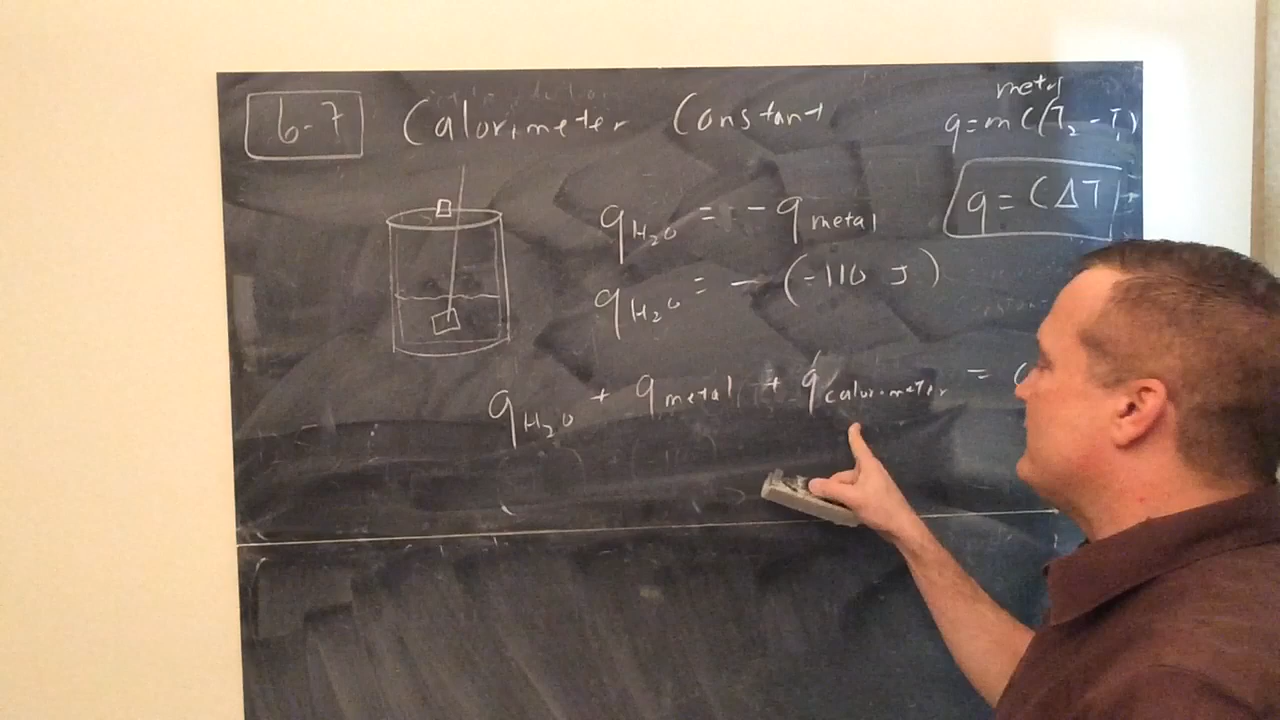 6-7 Calorimeter Constant
metal
q = mC(T₂ - T₁)
q = CΔT
q H₂O = - q metal
q H₂O = - (-110 J)
q H₂O + q metal + q calorimeter =